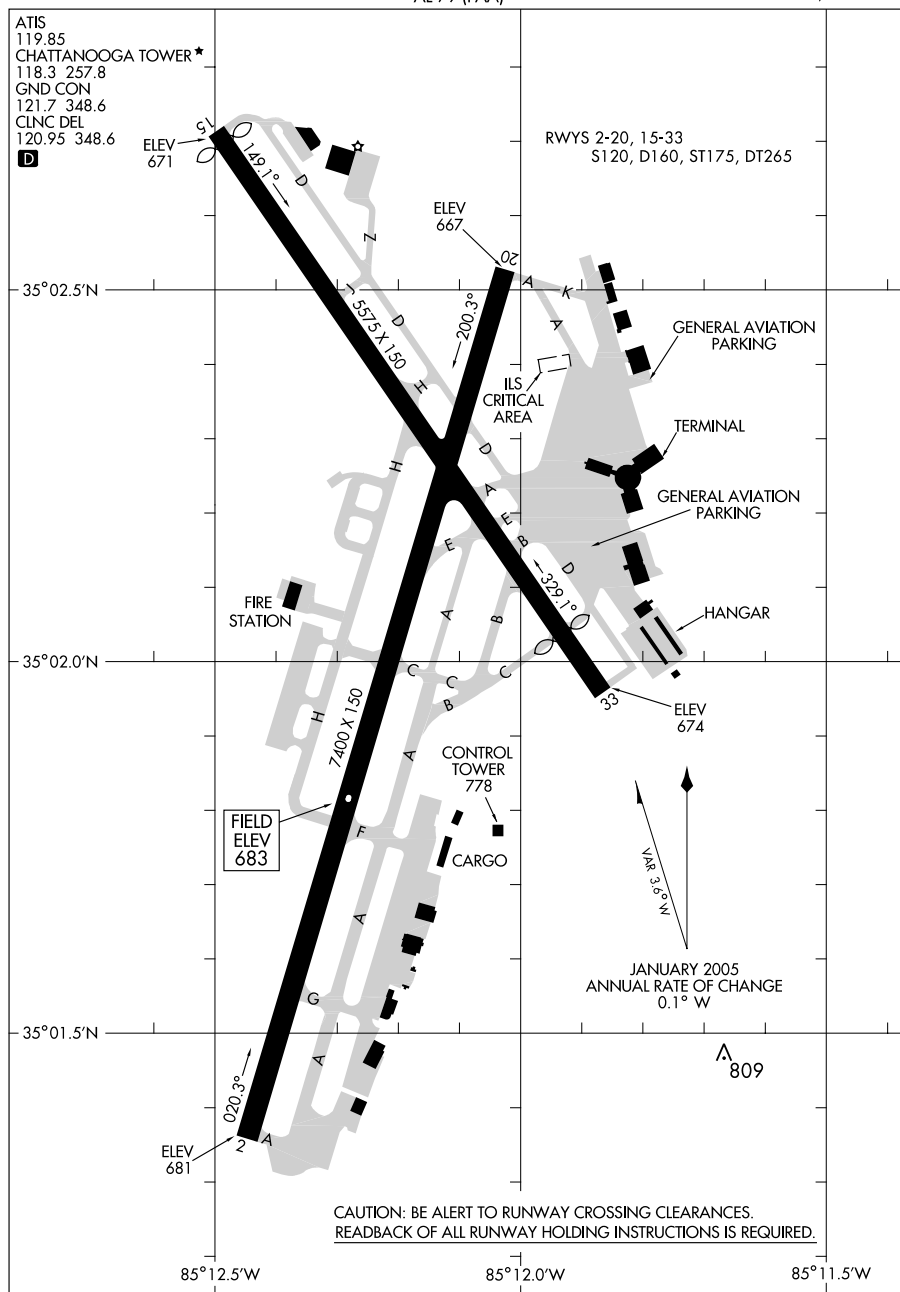 ATIS
119.85
CHATTANOOGA TOWER
118.3 257.8
GND CON
121.7 348.6
CLNC DEL
120.95 348.6
D
RWYS 2-20, 15-33
S120, D160, ST175, DT265
15
ELEV
671
149.1°
D
Z
ELEV
667
20
A
K
A
35°02.5'N
J
5575 X 150
D
200.3°
GENERAL AVIATION
PARKING
ILS
CRITICAL
AREA
H
TERMINAL
H
D
A
E
B
D
GENERAL AVIATION
PARKING
E
329.1°
FIRE
STATION
A
B
HANGAR
35°02.0'N
C
C
C
B
33
ELEV
674
H
7400 X 150
A
CONTROL
TOWER
778
FIELD
ELEV
683
F
CARGO
VAR 3.6° W
A
JANUARY 2005
ANNUAL RATE OF CHANGE
0.1° W
G
35°01.5'N
A
809
020.3°
2
A
ELEV
681
CAUTION: BE ALERT TO RUNWAY CROSSING CLEARANCES.
READBACK OF ALL RUNWAY HOLDING INSTRUCTIONS IS REQUIRED.
85°12.5'W
85°12.0'W
85°11.5'W